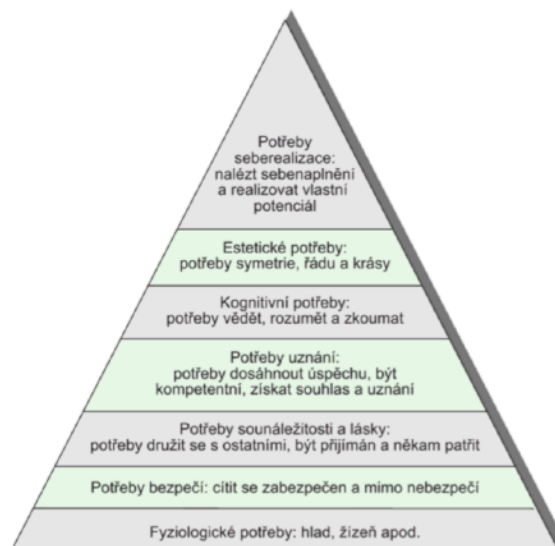 Potřeby
seberealizace:
nalézt sebenaplnění
a realizovat vlastní
potenciál
Estetické potřeby:
potřeby symetrie, řádu a krásy
Kognitivní potřeby:
potřeby vědět, rozumět a zkoumat
Potřeby uznání:
potřeby dosáhnout úspěchu, být
kompetentní, získat souhlas a uznání
Potřeby sounáležitosti a lásky:
potřeby družit se s ostatními, být přijímán a někam patřit
Potřeby bezpečí: cítit se zabezpečen a mimo nebezpečí
Fyziologické potřeby: hlad, žízeň apod.